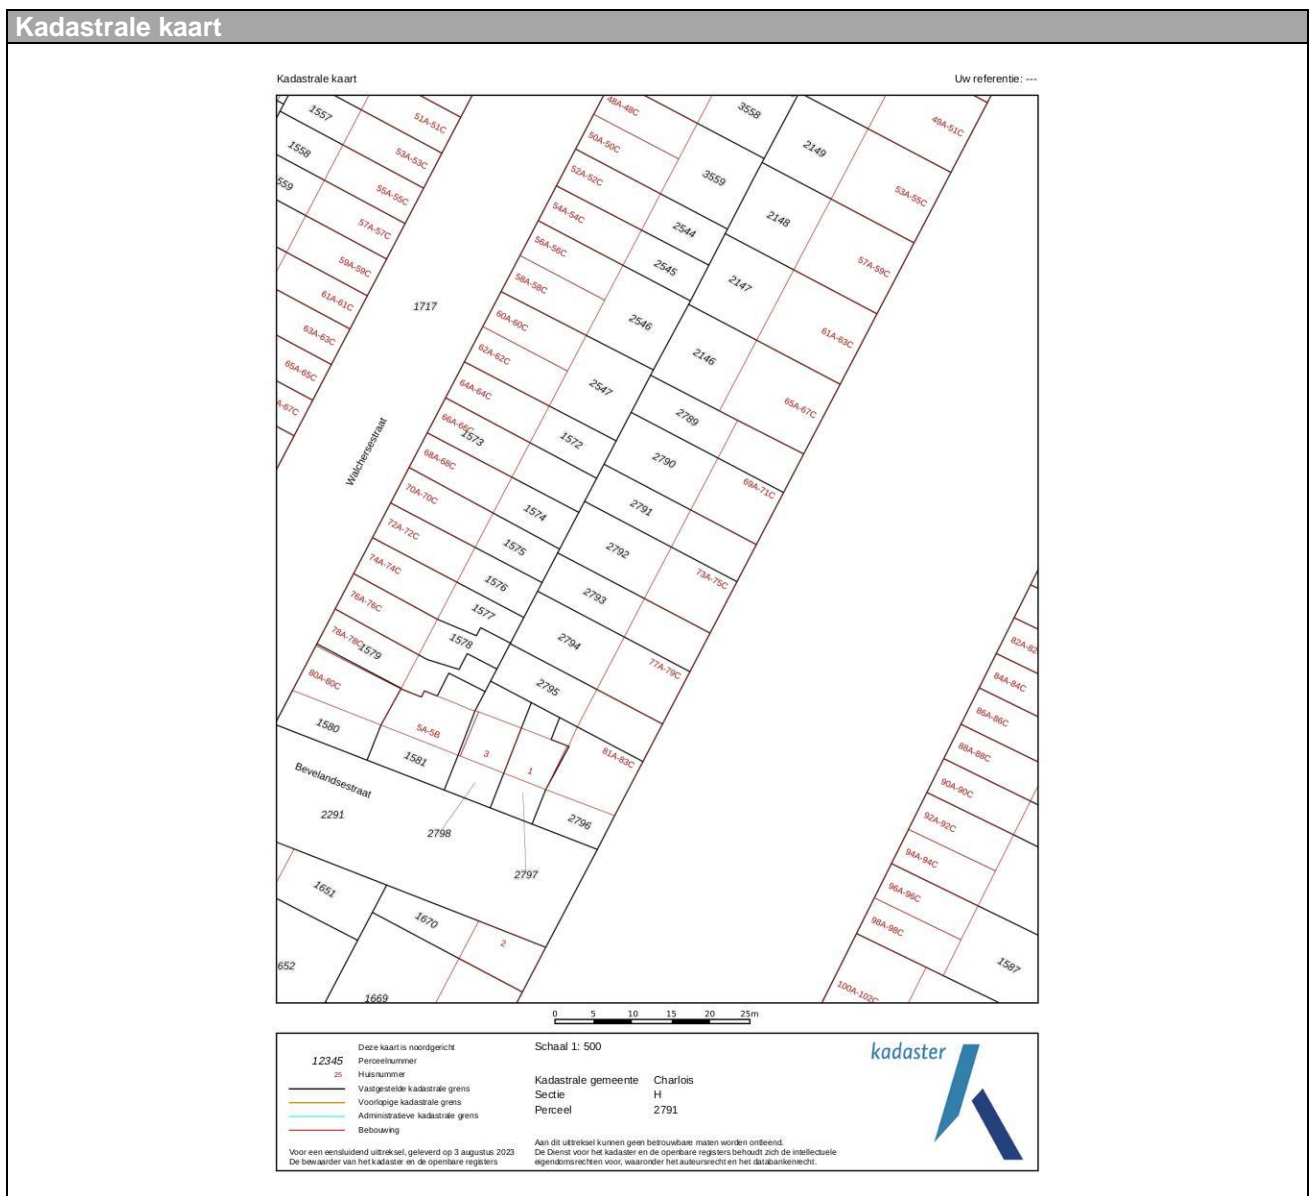 Kadastrale kaart
Kadastrale kaart
Uw referentie: ---
1557
51A-51C
48A-48C
3558
49A-51C
1558
53A-53C
50A-50C
2149
559
55A-55C
52A-52C
3559
53A-55C
57A-57C
54A-54C
2544
2148
59A-59C
56A-56C
2545
57A-59C
61A-61C
58A-58C
2147
1717
63A-63C
60A-60C
2546
61A-63C
65A-65C
62A-62C
2146
A-67C
64A-64C
2547
65A-67C
66A-66C
1573
1572
2789
Walchersestraat
68A-68C
2790
70A-70C
1574
69A-71C
72A-72C
1575
2791
74A-74C
1576
2792
73A-75C
76A-76C
1577
2793
78A-78C
1579
1578
2794
77A-79C
82A-82
80A-80C
2795
84A-84C
1580
5A-5B
86A-86C
1581
3
1
81A-83C
88A-88C
Bevelandsestraat
90A-90C
2291
2798
2796
92A-92C
2797
94A-94C
1651
96A-96C
1670
98A-98C
2
652
1587
1669
100A-102C
0 5 10 15 20 25m
Deze kaart is noordgericht
12345 Perceelnummer
25 Huisnummer
Vastgestelde kadastrale grens
Voorlopige kadastrale grens
Administratieve kadastrale grens
Bebouwing
Voor een eensluidend uittreksel, geleverd op 3 augustus 2023
De bewaarder van het kadaster en de openbare registers
Schaal 1: 500
Kadastrale gemeente Charlois
Sectie H
Perceel 2791
Aan dit uittreksel kunnen geen betrouwbare maten worden ontleend.
De Dienst voor het kadaster en de openbare registers behoudt zich de intellectuele
eigendomsrechten voor, waaronder het auteursrecht en het databankenrecht.
kadaster